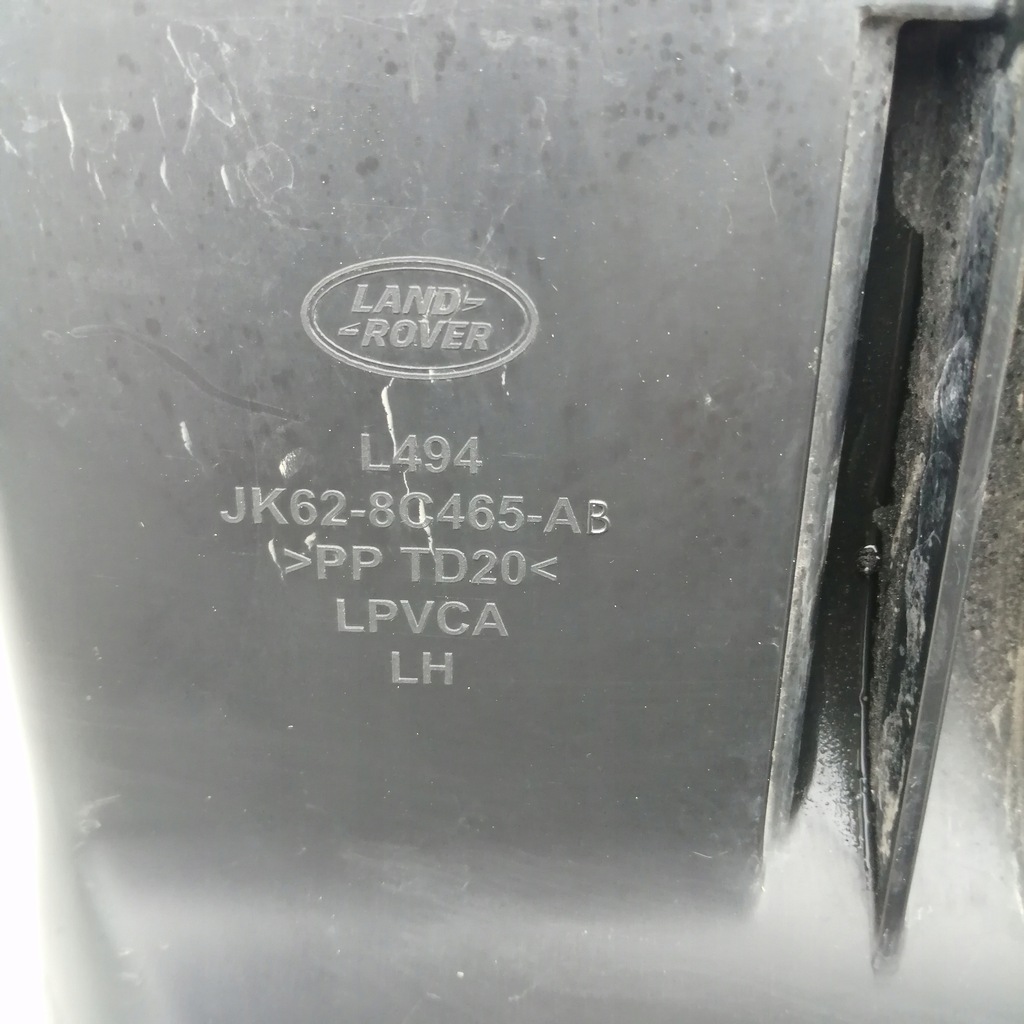 LAND
ROVER
L494
JK62-8C465-AB
>PP TD20<
LPVCA
LH